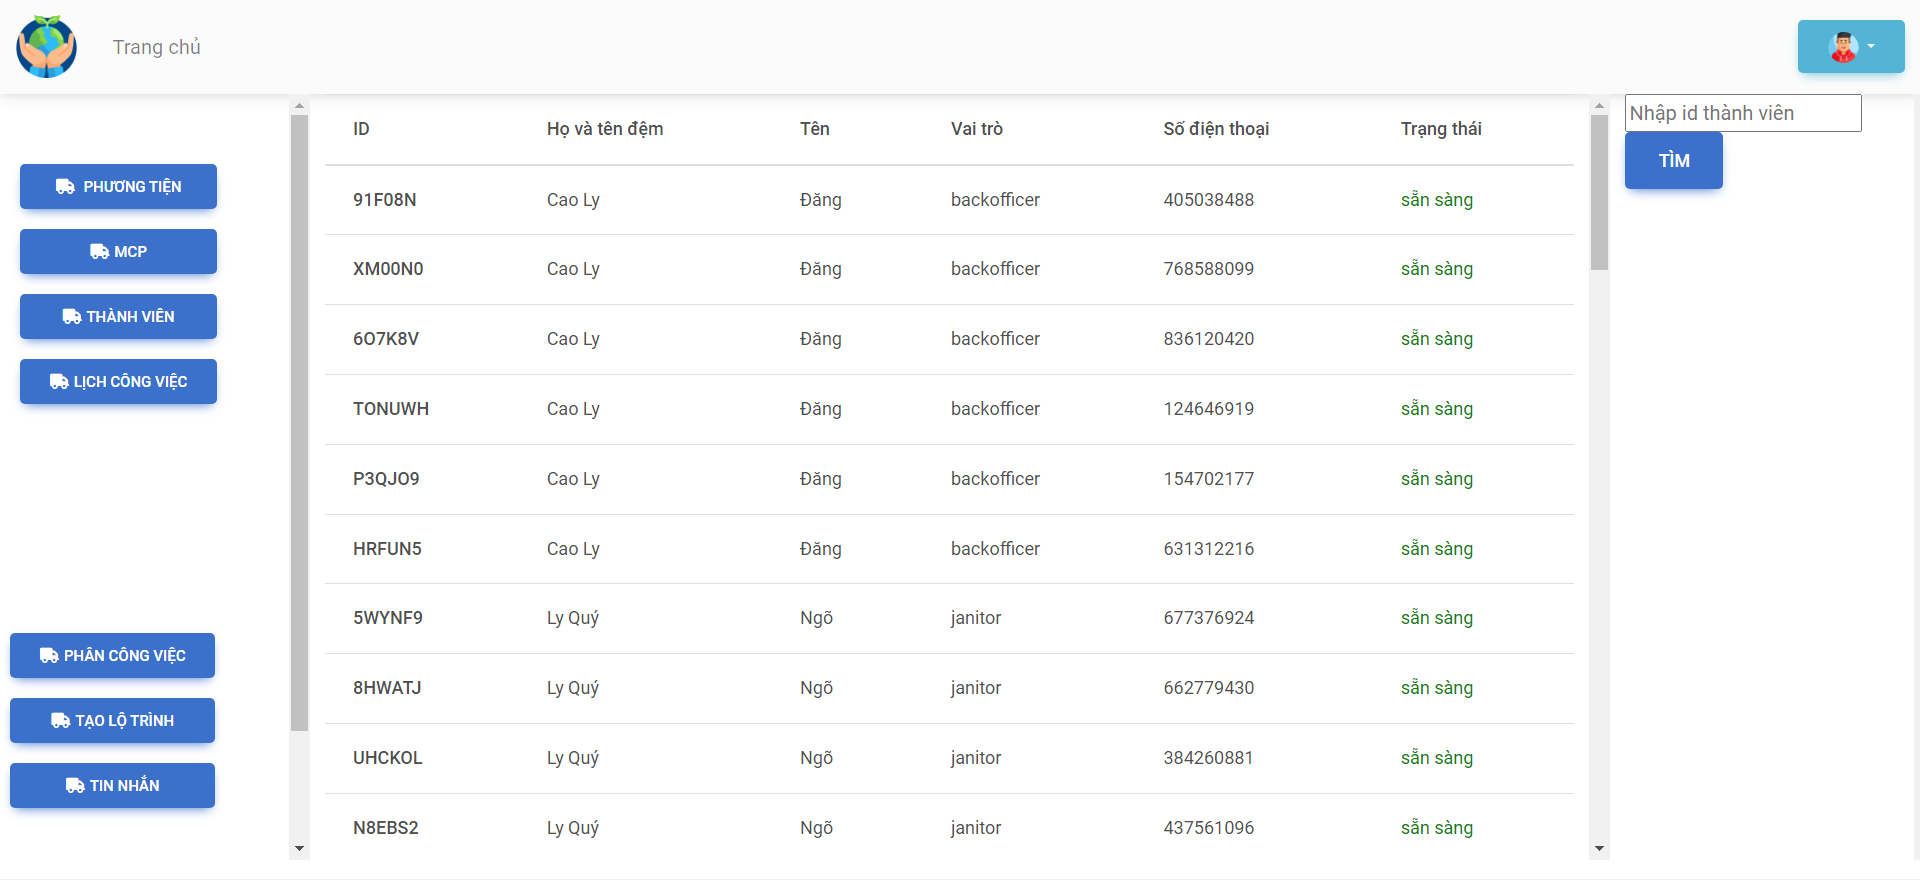 Trang chủ
PHƯƠNG TIỆN
MCP
THÀNH VIÊN
LỊCH CÔNG VIỆC
PHÂN CÔNG VIỆC
TẠO LỘ TRÌNH
TIN NHẮN
ID Họ và tên đệm Tên Vai trò Số điện thoại Trạng thái
91F08N Cao Ly Đăng backofficer 405038488 sẵn sàng
XM00N0 Cao Ly Đăng backofficer 768588099 sẵn sàng
6O7K8V Cao Ly Đăng backofficer 836120420 sẵn sàng
TONUWH Cao Ly Đăng backofficer 124646919 sẵn sàng
P3QJO9 Cao Ly Đăng backofficer 154702177 sẵn sàng
HRFUN5 Cao Ly Đăng backofficer 631312216 sẵn sàng
5WYNF9 Ly Quý Ngõ janitor 677376924 sẵn sàng
8HWATJ Ly Quý Ngõ janitor 662779430 sẵn sàng
UHCKOL Ly Quý Ngõ janitor 384260881 sẵn sàng
N8EBS2 Ly Quý Ngõ janitor 437561096 sẵn sàng
Nhập id thành viên
TÌM